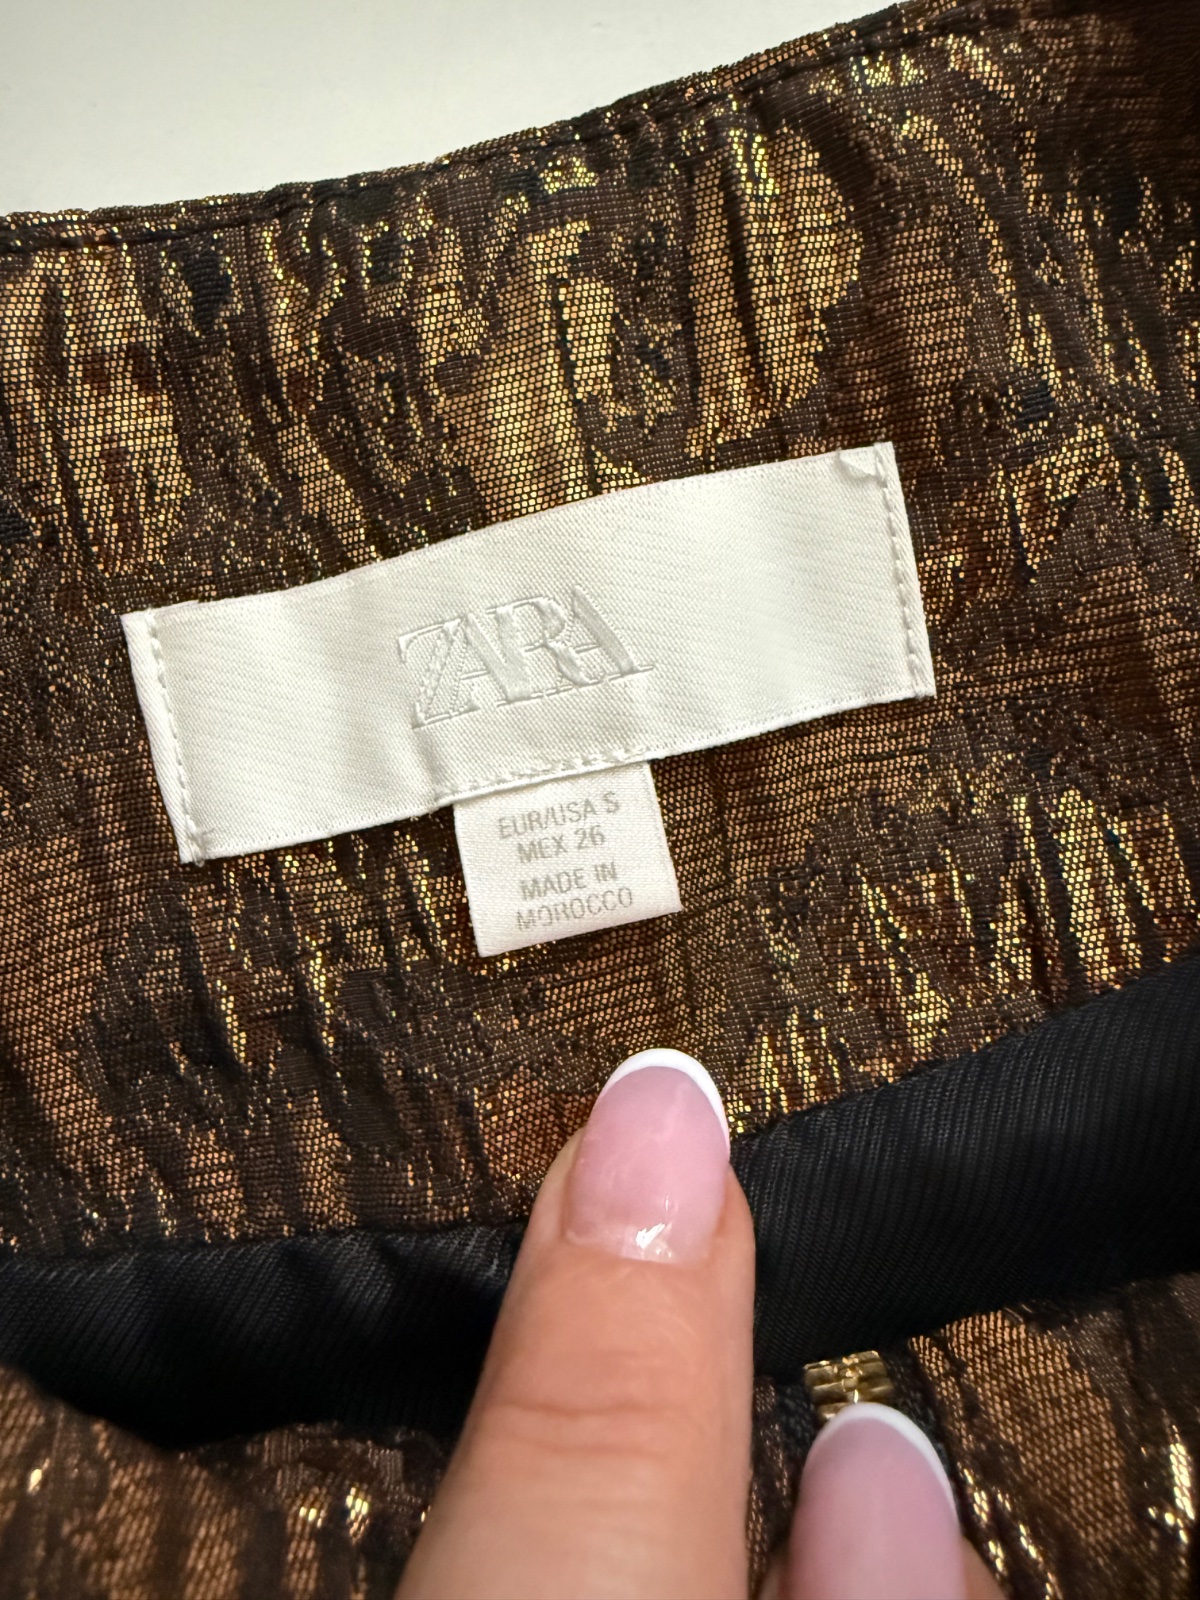 ZARA
EUR/USA S
MEX 26
MADE IN
MOROCCO